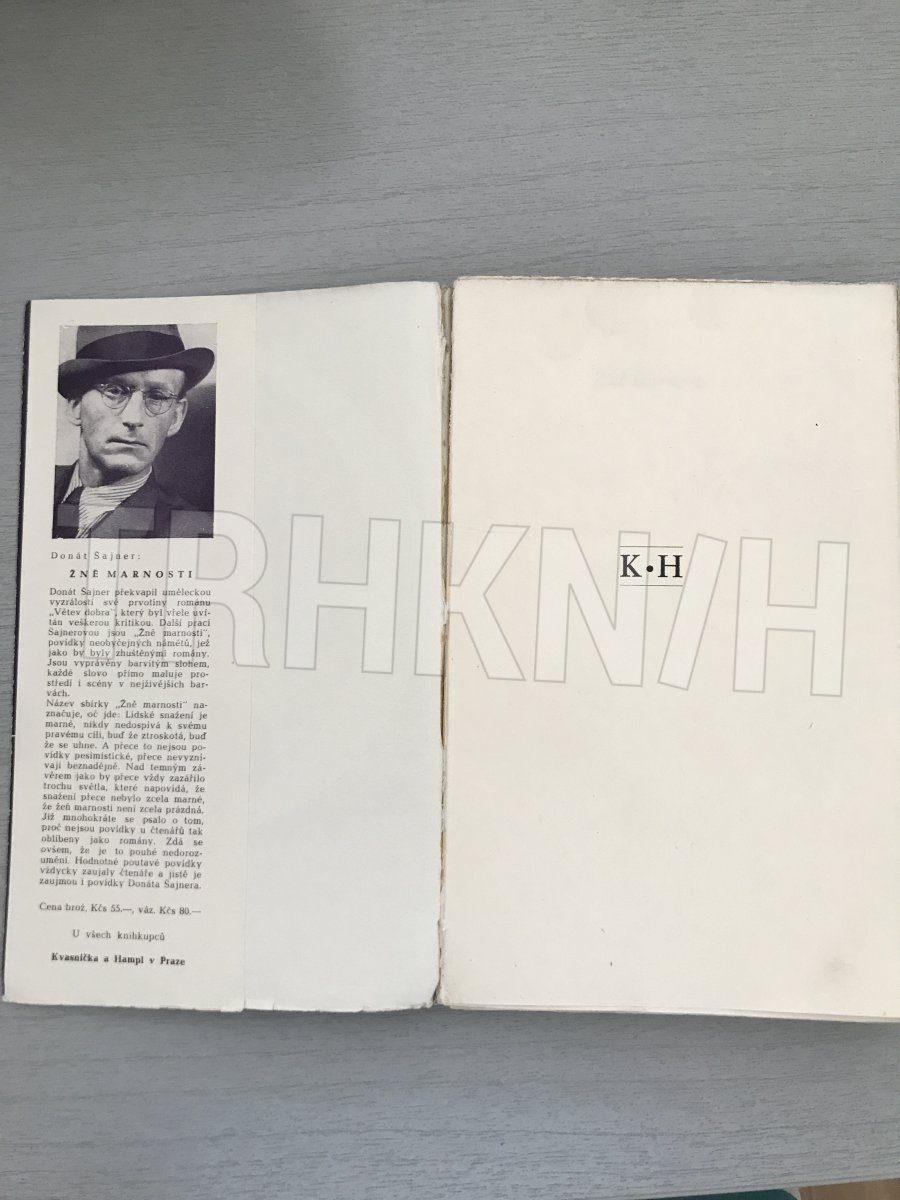 Donát Šajner:
ŽNĚ MARNOSTI
Donát Šajner překvapil uměleckou
vyzrálostí své prvotiny románu
„Větev dobra", který byl vřele uví-
tán veškerou kritikou. Další prací
Šajnerovou jsou „Žně marnosti",
povídky neobyčejných námětů, jež
jako by byly zhuštěnými romány.
Jsou vyprávěny barvitým slohem,
každé slovo přímo maluje pro-
středí i scény v nejživějších bar-
vách.
Název sbírky „Žně marnosti" na-
značuje, oč jde: Lidské snažení je
marné, nikdy nedospívá k svému
pravému cíli, buď že ztroskotá, buď
že se uhne. A přece to nejsou po-
vídky pesimistické, přece nevyzní-
vají beznadějně. Nad temným zá-
věrem jako by přece vždy zazářilo
trochu světla, které napovídá, že
snažení přece nebylo zcela marné,
že žeň marnosti není zcela prázdná.
Již mnohokráte se psalo o tom,
proč nejsou povídky u čtenářů tak
oblíbeny jako romány. Zdá se
ovšem, že je to pouhé nedoroz-
umění. Hodnotné poutavé povídky
vždycky zaujaly čtenáře a jistě je
zaujmou i povídky Donáta Šajnera.
Cena brož. Kčs 55.—, váz. Kčs 80.—
U všech knihkupců
Kvasnička a Hampl v Praze
K•H
TRHKNIH